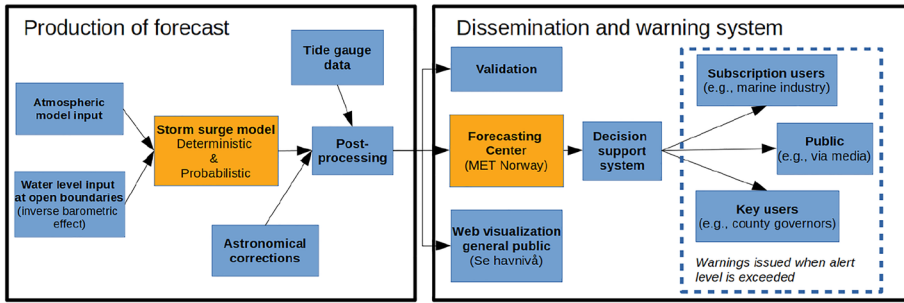 Production of forecast
Tide gauge
data
Atmospheric
model input
Storm surge model
Deterministic
&
Probabilistic
Post-
processing
Water level input
at open boundaries
(inverse barometric
effect)
Astronomical
corrections
Dissemination and warning system
Validation
Forecasting
Center
(MET Norway)
Web visualization
general public
(Se havnivå)
Decision
support
system
Subscription users
(e.g., marine industry)
Public
(e.g., via media)
Key users
(e.g., county governors)
Warnings issued when alert
level is exceeded